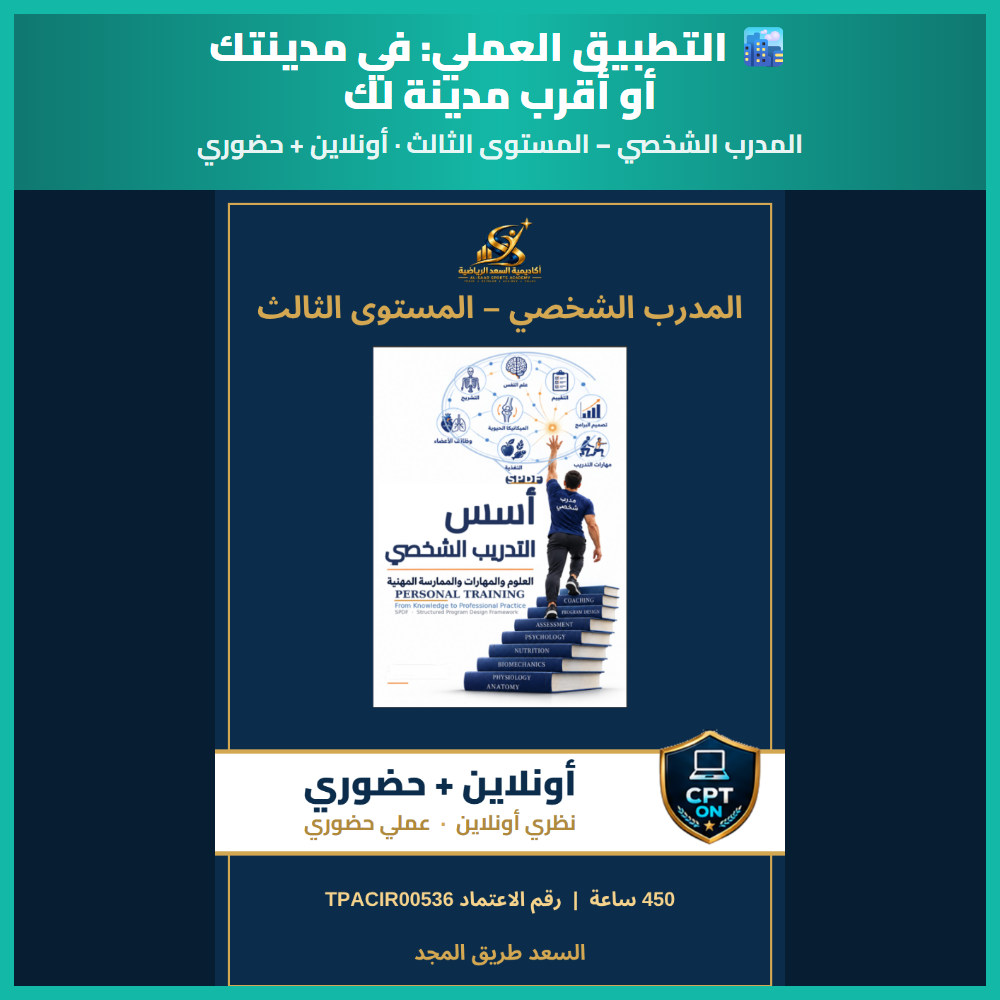 التطبيق العملي: في مدينتك
أو أقرب مدينة لك
المدرب الشخصي – المستوى الثالث · أونلاين + حضوري
أكاديمية السعد الرياضية
AL-SAAD SPORTS ACADEMY
المدرب الشخصي – المستوى الثالث
علم النفس
التشريح
التقييم
الميكانيكا الحيوية
تصميم البرامج
وظائف الأعضاء
التغذية
مهارات التدريب
SPDF
مدرب
شخصي
أسس
التدريب الشخصي
العلوم والمهارات والممارسة المهنية
PERSONAL TRAINING
From Knowledge to Professional Practice
SPDF · Structured Program Design Framework
COACHING
PROGRAM DESIGN
ASSESSMENT
PSYCHOLOGY
NUTRITION
BIOMECHANICS
PHYSIOLOGY
ANATOMY
أونلاين + حضوري
نظري أونلاين · عملي حضوري
CPT
ON
450 ساعة | رقم الاعتماد TPACIR00536
السعد طريق المجد